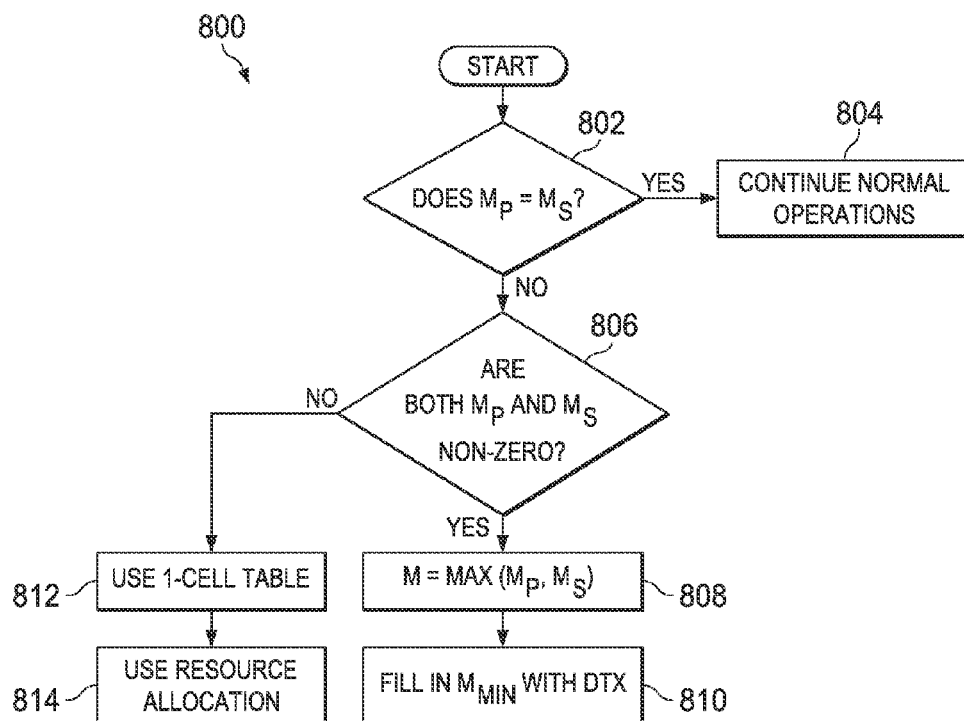 800
START
802
DOES M_P = M_S?
YES
804
CONTINUE NORMAL
OPERATIONS
NO
806
ARE
BOTH M_P AND M_S
NON-ZERO?
NO
YES
812
USE 1-CELL TABLE
M = MAX (M_P, M_S)
808
814
USE RESOURCE
ALLOCATION
FILL IN M_MIN WITH DTX
810